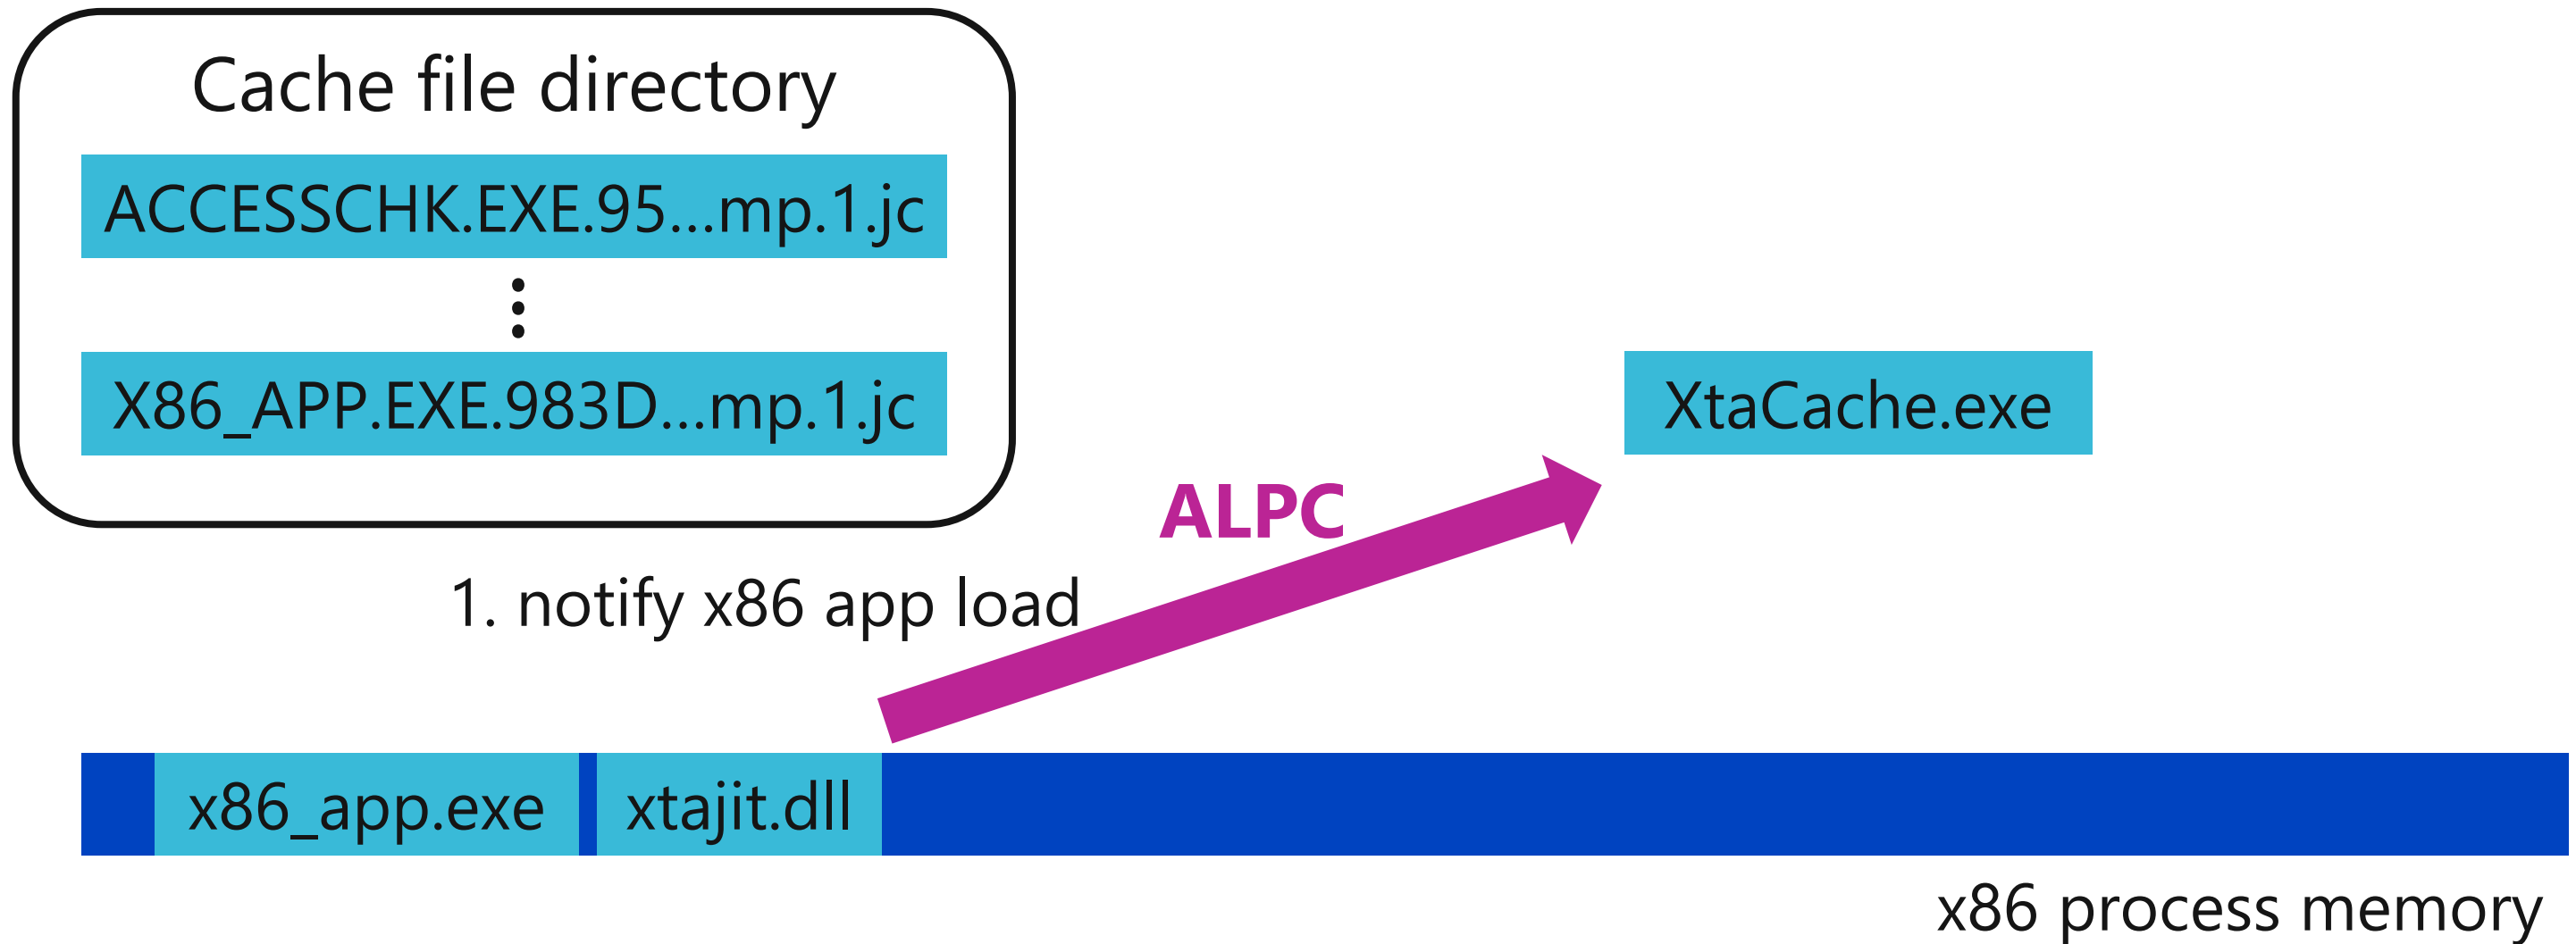 Cache file directory
ACCESSCHK.EXE.95...mp.1.jc
X86_APP.EXE.983D...mp.1.jc
XtaCache.exe
ALPC
1. notify x86 app load
x86_app.exe
xtajit.dll
x86 process memory